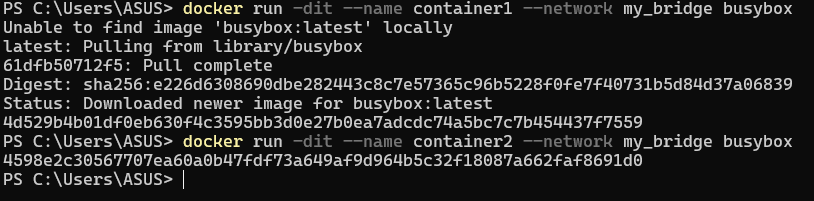 PS C:\Users\ASUS> docker run -dit --name container1 --network my_bridge busybox
Unable to find image 'busybox:latest' locally
latest: Pulling from library/busybox
61dfb50712f5: Pull complete
Digest: sha256:e226d6308690dbe282443c8c7e57365c96b5228f0fe7f40731b5d84d37a06839
Status: Downloaded newer image for busybox:latest
4d529b4b01df0eb630f4c3595bb3d0e27b0ea7adcdc74a5bc7c7b454437f7559
PS C:\Users\ASUS> docker run -dit --name container2 --network my_bridge busybox
4598e2c30567707ea60a0b47fdf73a649af9d964b5c32f18087a662faf8691d0
PS C:\Users\ASUS>